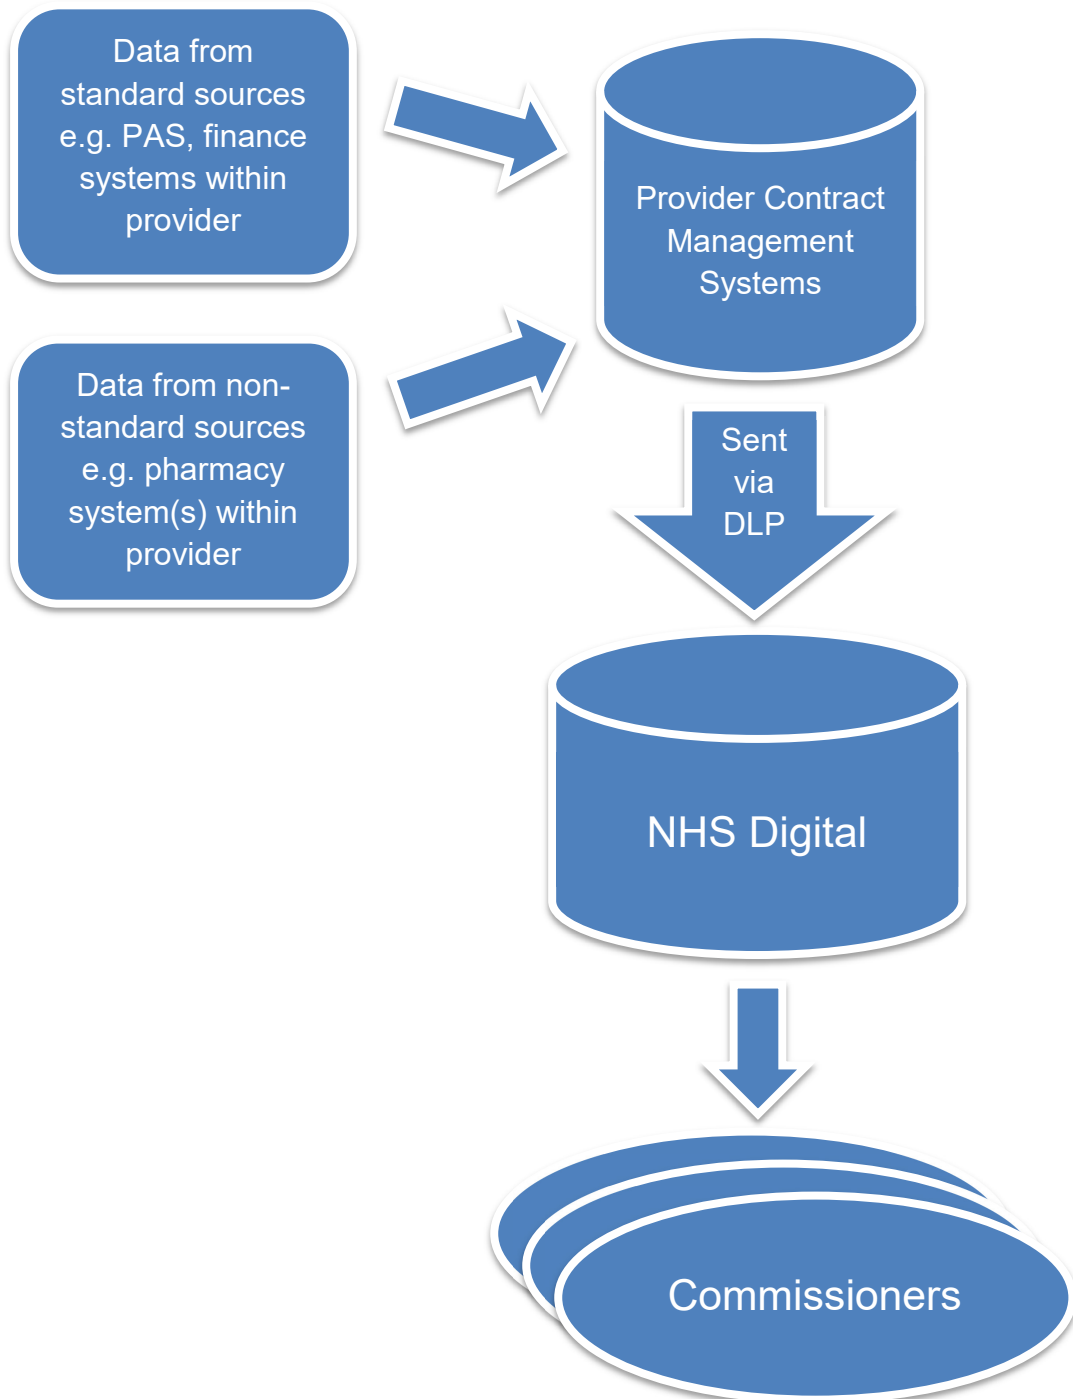 Data from
standard sources
e.g. PAS, finance
systems within
provider
Provider Contract
Management
Systems
Data from non-
standard sources
e.g. pharmacy
system(s) within
provider
Sent
via
DLP
NHS Digital
Commissioners